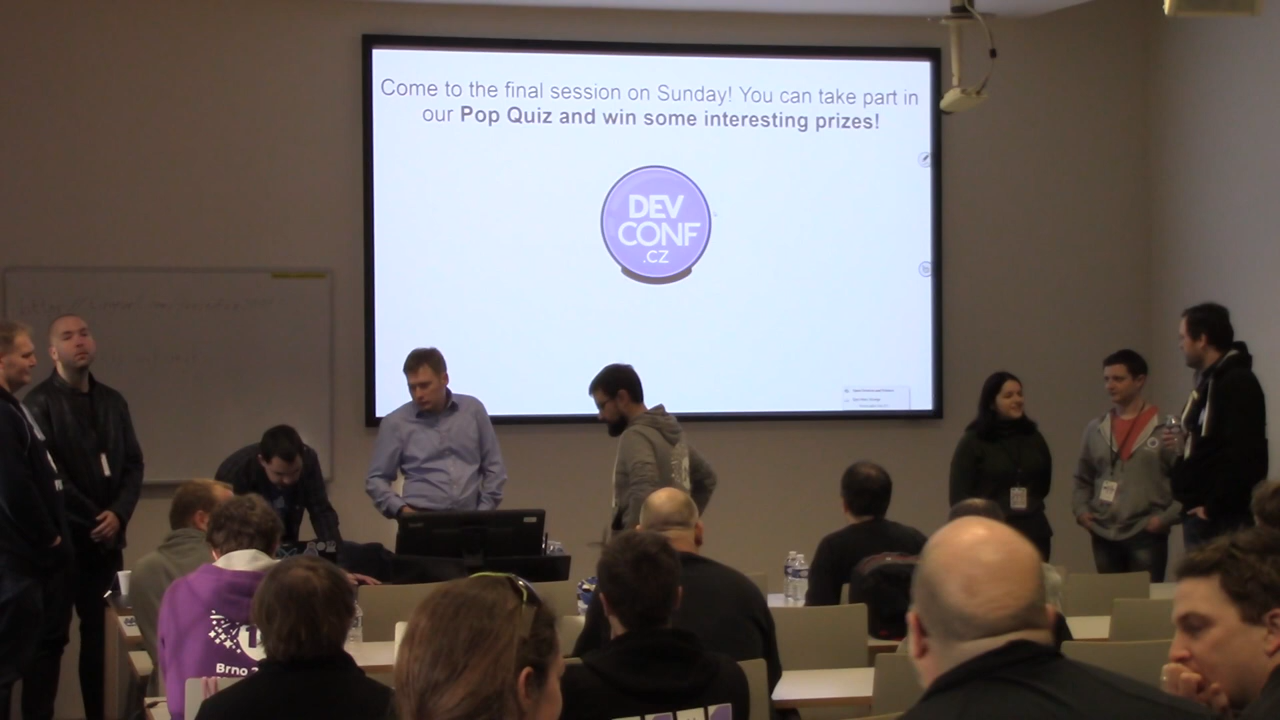 Come to the final session on Sunday! You can take part in
our Pop Quiz and win some interesting prizes!
DEV
CONF
.CZ
Brno